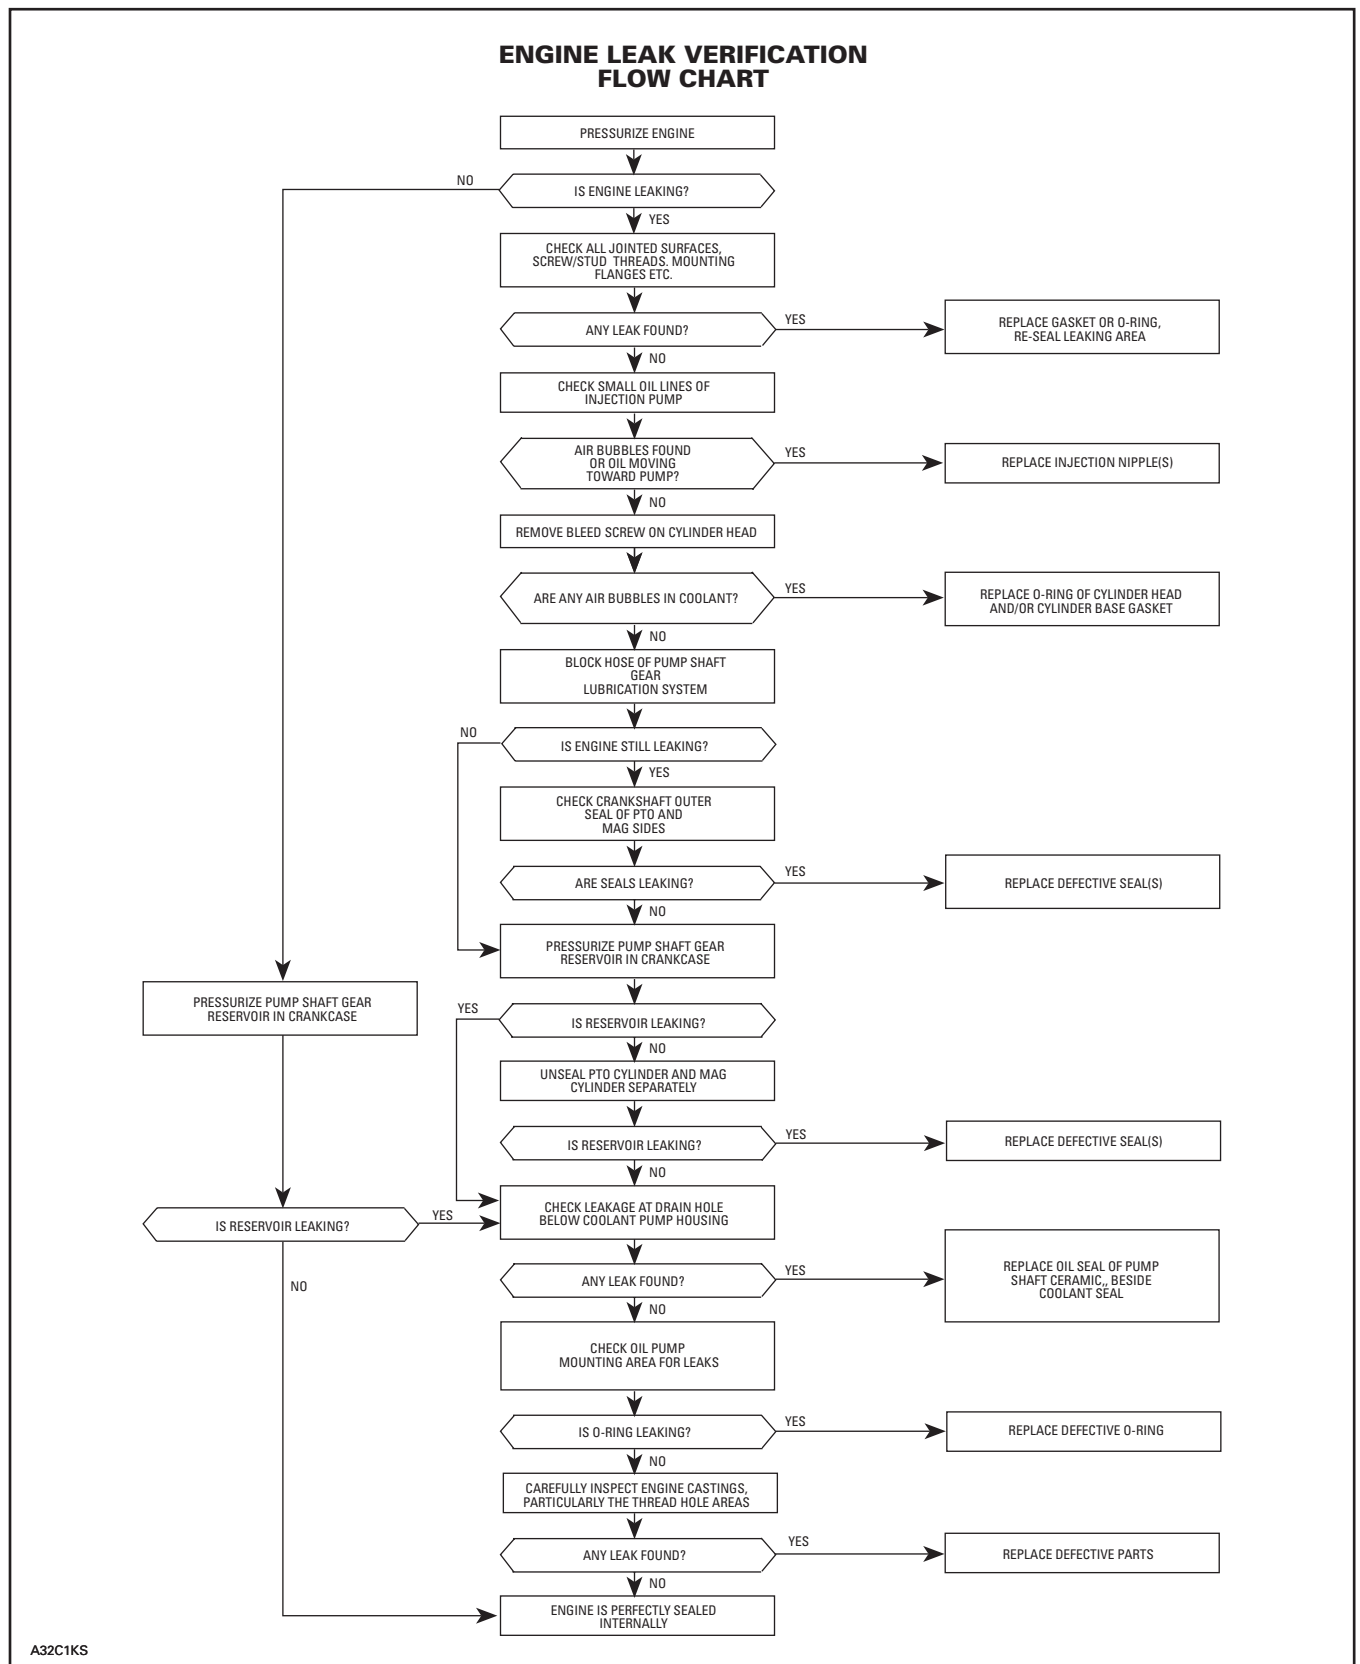 ENGINE LEAK VERIFICATION
FLOW CHART
PRESSURIZE ENGINE
NO
IS ENGINE LEAKING?
YES
CHECK ALL JOINTED SURFACES,
SCREW/STUD THREADS. MOUNTING
FLANGES ETC.
ANY LEAK FOUND?
YES
REPLACE GASKET OR O-RING,
RE-SEAL LEAKING AREA
NO
CHECK SMALL OIL LINES OF
INJECTION PUMP
AIR BUBBLES FOUND
OR OIL MOVING
TOWARD PUMP?
YES
REPLACE INJECTION NIPPLE(S)
NO
REMOVE BLEED SCREW ON CYLINDER HEAD
ARE ANY AIR BUBBLES IN COOLANT?
YES
REPLACE O-RING OF CYLINDER HEAD
AND/OR CYLINDER BASE GASKET
NO
BLOCK HOSE OF PUMP SHAFT
GEAR
LUBRICATION SYSTEM
NO
IS ENGINE STILL LEAKING?
YES
CHECK CRANKSHAFT OUTER
SEAL OF PTO AND
MAG SIDES
ARE SEALS LEAKING?
YES
REPLACE DEFECTIVE SEAL(S)
NO
PRESSURIZE PUMP SHAFT GEAR
RESERVOIR IN CRANKCASE
PRESSURIZE PUMP SHAFT GEAR
RESERVOIR IN CRANKCASE
YES
IS RESERVOIR LEAKING?
NO
UNSEAL PTO CYLINDER AND MAG
CYLINDER SEPARATELY
IS RESERVOIR LEAKING?
YES
REPLACE DEFECTIVE SEAL(S)
NO
CHECK LEAKAGE AT DRAIN HOLE
BELOW COOLANT PUMP HOUSING
IS RESERVOIR LEAKING?
YES
NO
ANY LEAK FOUND?
YES
REPLACE OIL SEAL OF PUMP
SHAFT CERAMIC,, BESIDE
COOLANT SEAL
NO
CHECK OIL PUMP
MOUNTING AREA FOR LEAKS
IS O-RING LEAKING?
YES
REPLACE DEFECTIVE O-RING
NO
CAREFULLY INSPECT ENGINE CASTINGS,
PARTICULARLY THE THREAD HOLE AREAS
ANY LEAK FOUND?
YES
REPLACE DEFECTIVE PARTS
NO
ENGINE IS PERFECTLY SEALED
INTERNALLY
A32C1KS